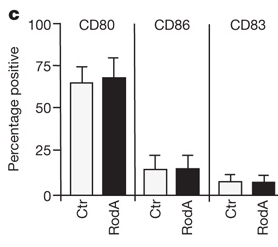 c
CD80 CD86 CD83
Percentage positive
100
75
50
25
0
Ctr RodA Ctr RodA Ctr RodA